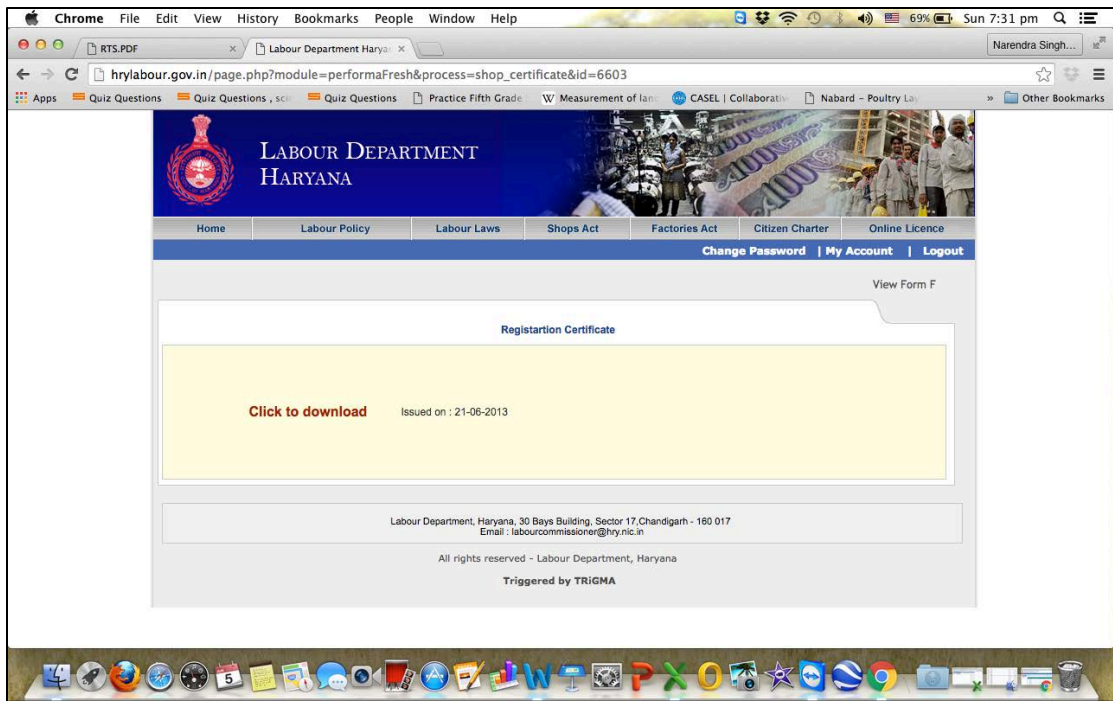 Chrome File Edit View History Bookmarks People Window Help 69% Sun 7:31 pm
RTS.PDF Labour Department Harya Narendra Singh...
hrylabour.gov.in/page.php?module=performaFresh&process=shop_certificate&id=6603
Apps Quiz Questions Quiz Questions , sci Quiz Questions Practice Fifth Grade W Measurement of lan CASEL | Collaborativ Nabard - Poultry Lay » Other Bookmarks
LABOUR DEPARTMENT
HARYANA
Home Labour Policy Labour Laws Shops Act Factories Act Citizen Charter Online Licence
Change Password | My Account | Logout
View Form F
Registartion Certificate
Click to download Issued on : 21-06-2013
Labour Department, Haryana, 30 Bays Building, Sector 17,Chandigarh - 160 017
Email : labourcommissioner@hry.nic.in
All rights reserved - Labour Department, Haryana
Triggered by TRiGMA
5